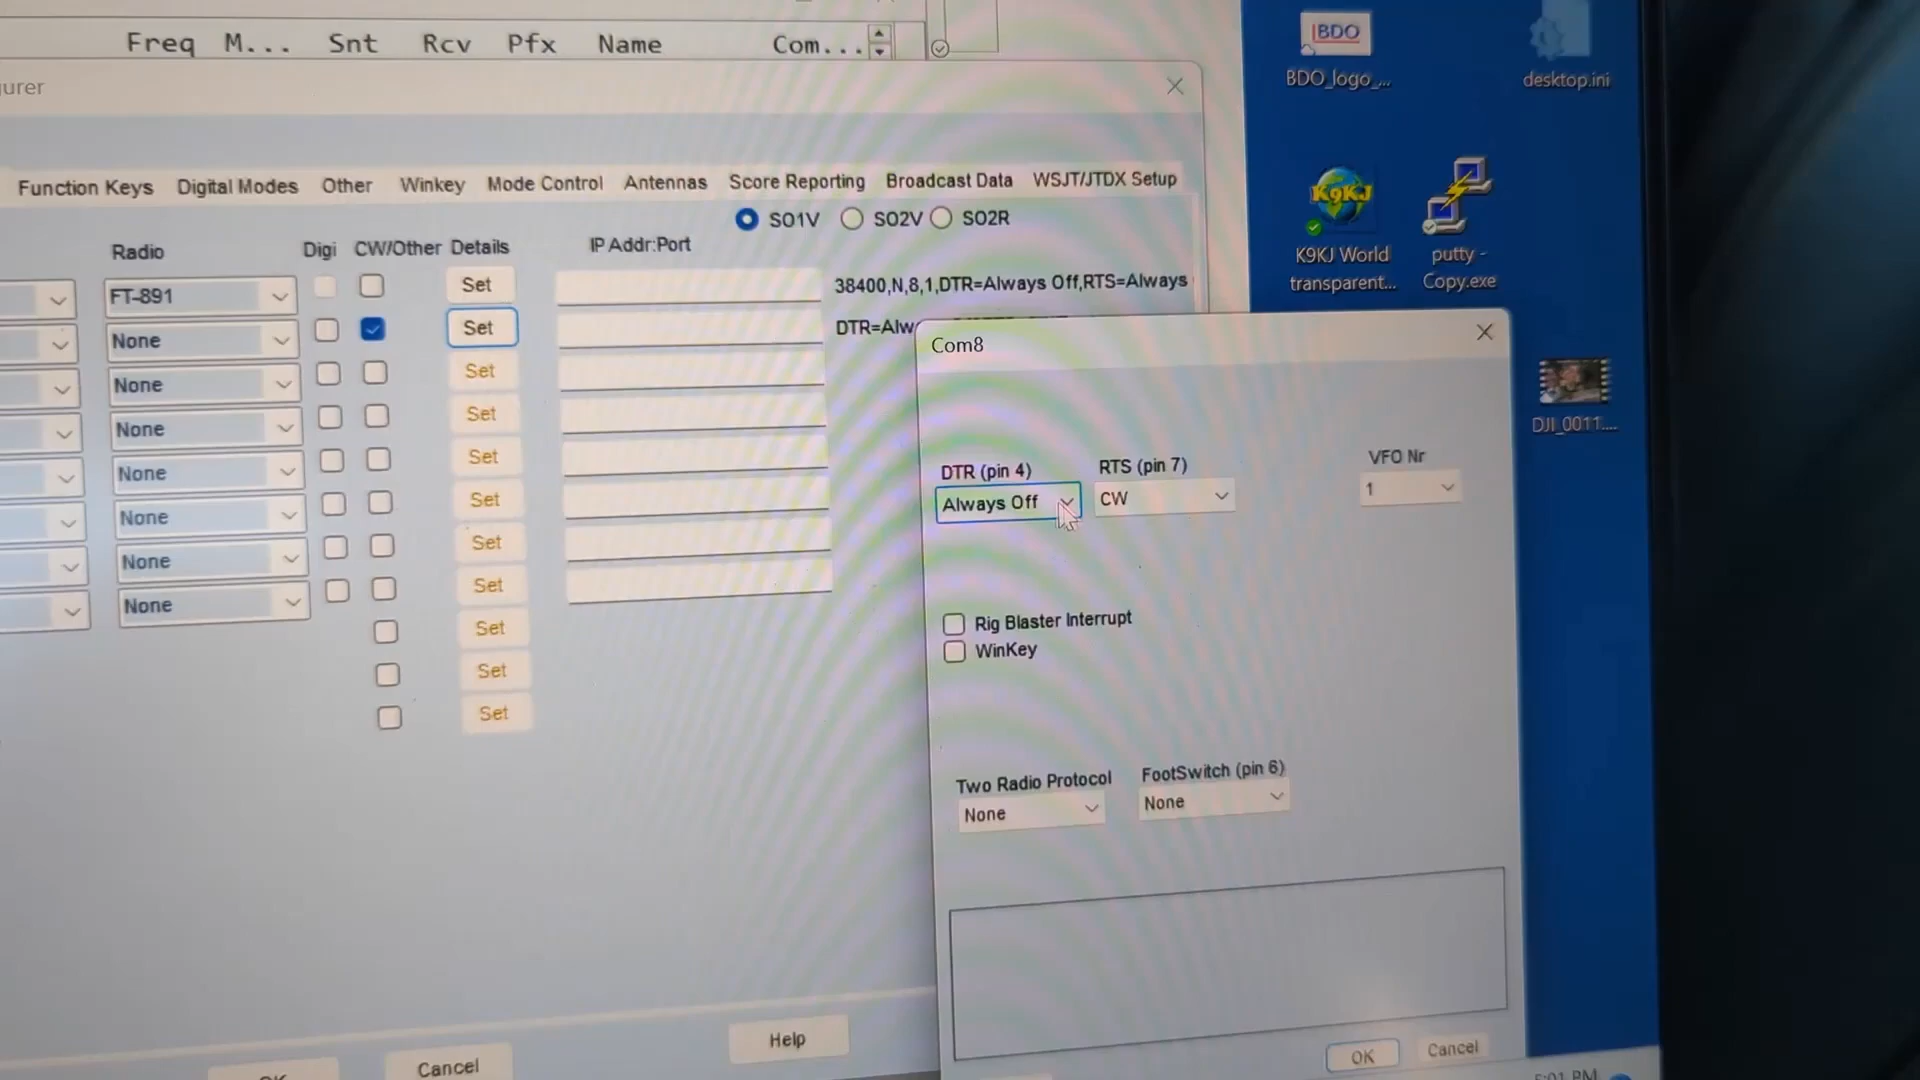 Freq M... Snt Rcv Pfx Name Com...
urer
Function Keys Digital Modes Other Winkey Mode Control Antennas Score Reporting Broadcast Data WSJT/JTDX Setup
SO1V SO2V SO2R
Radio Digi CW/Other Details IP Addr:Port
FT-891 Set 38400,N,8,1,DTR=Always Off,RTS=Always
None Set DTR=Alw
None Set
None Set
None Set
None Set
None Set
None Set
Set
Set
Set
Help
Cancel
Com8
DTR (pin 4) RTS (pin 7) VFO Nr
Always Off CW 1
Rig Blaster Interrupt
WinKey
Two Radio Protocol FootSwitch (pin 6)
None None
OK Cancel
BDO
BDO_logo_... desktop.ini
K9KJ
K9KJ World
transparent...
putty -
Copy.exe
DJI_0011....